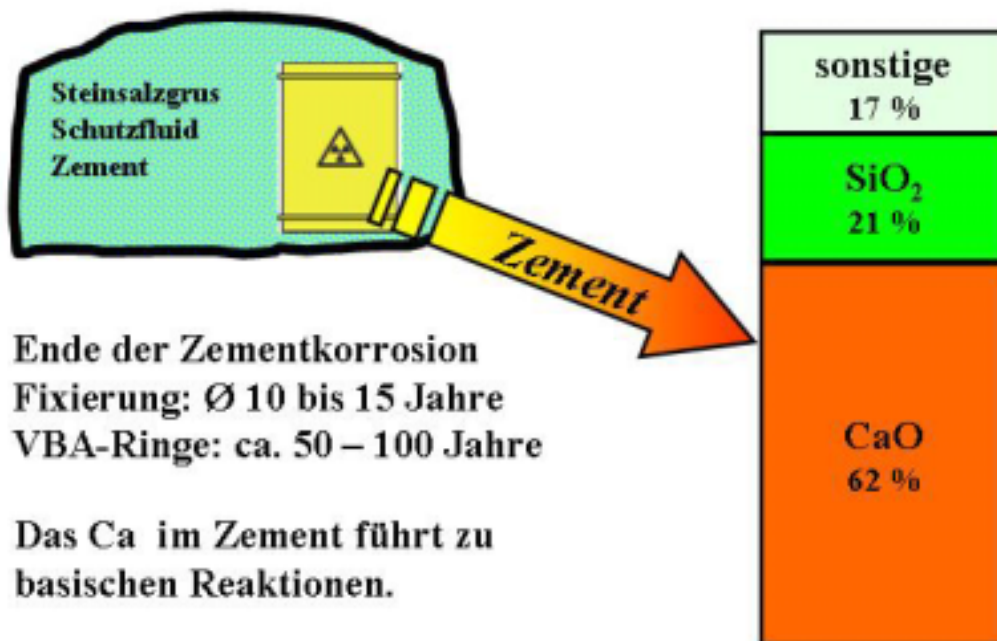 Steinsalzgrus
Schutzfluid
Zement
Zement
sonstige
17 %
SiO₂
21 %
CaO
62 %
Ende der Zementkorrosion
Fixierung: Ø 10 bis 15 Jahre
VBA-Ringe: ca. 50 – 100 Jahre
Das Ca im Zement führt zu
basischen Reaktionen.